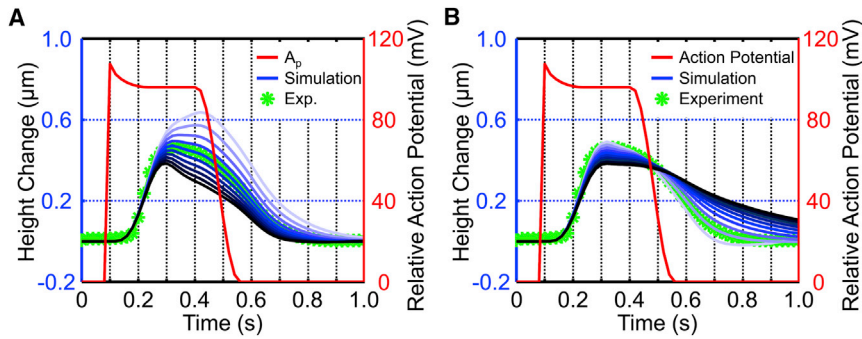 A
B
Height Change (µm)
1.0
0.6
0.2
-0.2
0
0.2
0.4
0.6
0.8
1.0
Time (s)
120
80
40
0
Relative Action Potential (mV)
Ap
Simulation
Exp.
Height Change (µm)
1.0
0.6
0.2
-0.2
0
0.2
0.4
0.6
0.8
1.0
Time (s)
120
80
40
0
Relative Action Potential (mV)
Action Potential
Simulation
Experiment